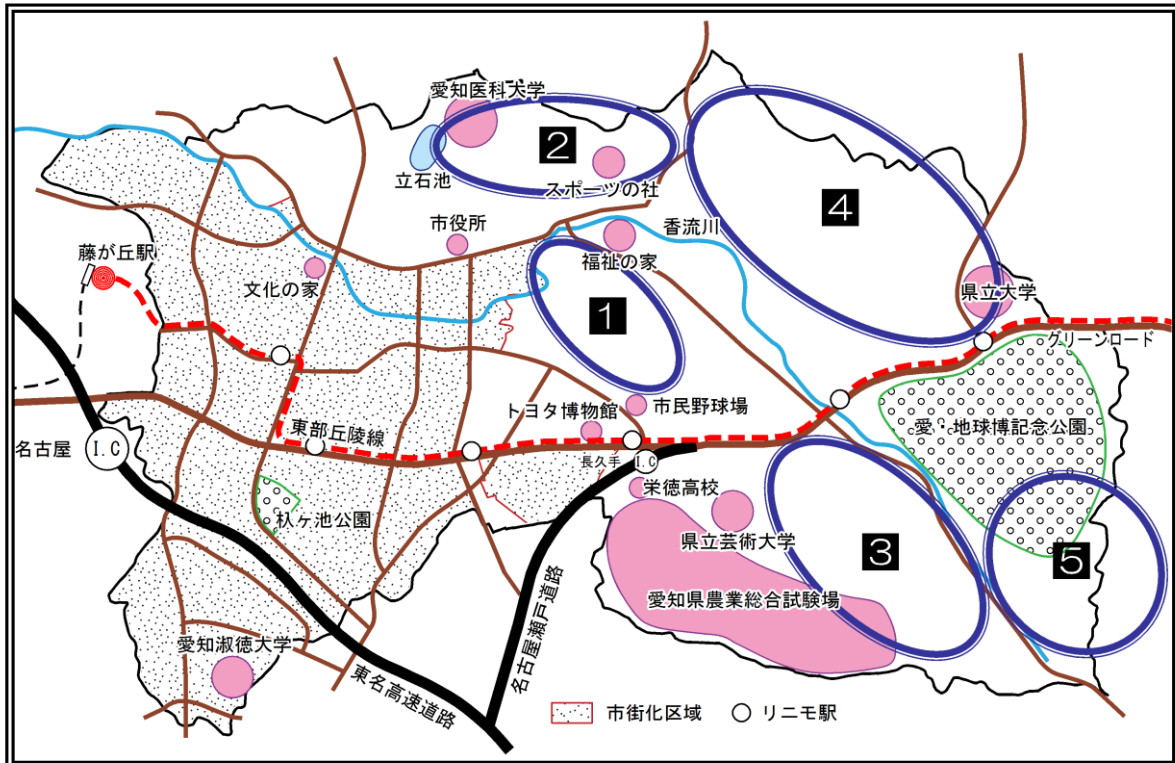 愛知医科大学
2
立石池
スポーツの社
4
市役所
香流川
藤が丘駅
文化の家
福祉の家
県立大学
1
グリーンロード
トヨタ博物館
市民野球場
愛・地球博記念公園
東部丘陵線
名古屋
I.C
長久手
I.C
栄徳高校
杁ヶ池公園
県立芸術大学
3
5
愛知県農業総合試験場
名古屋瀬戸道路
愛知淑徳大学
東名高速道路
市街化区域
リニモ駅